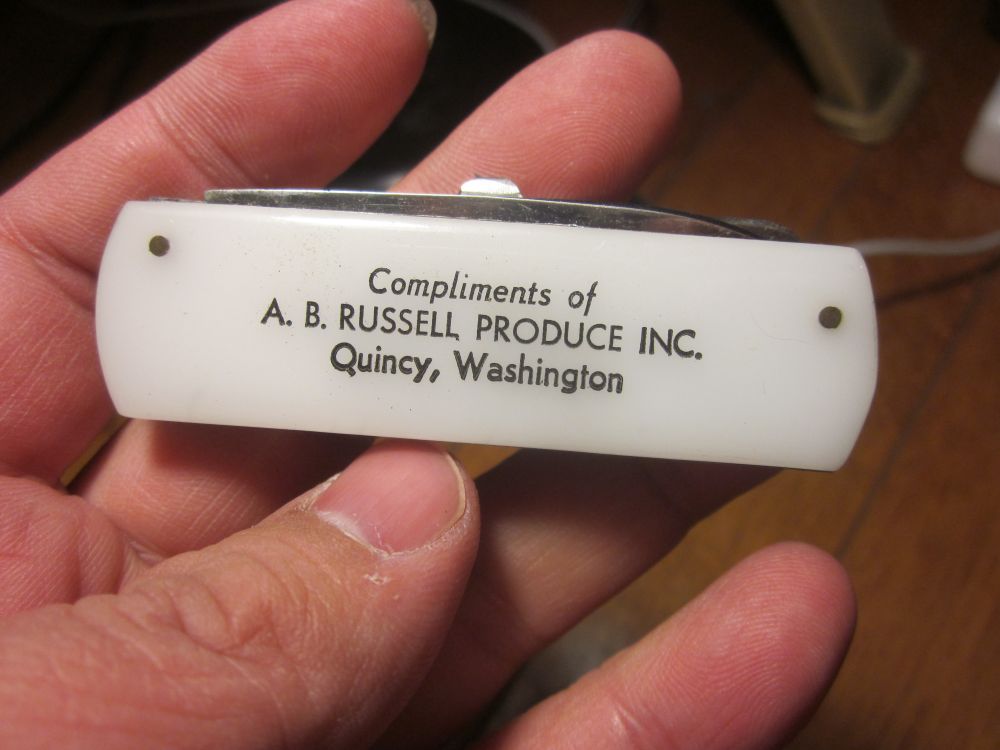 Compliments of
A. B. RUSSELL PRODUCE INC.
Quincy, Washington